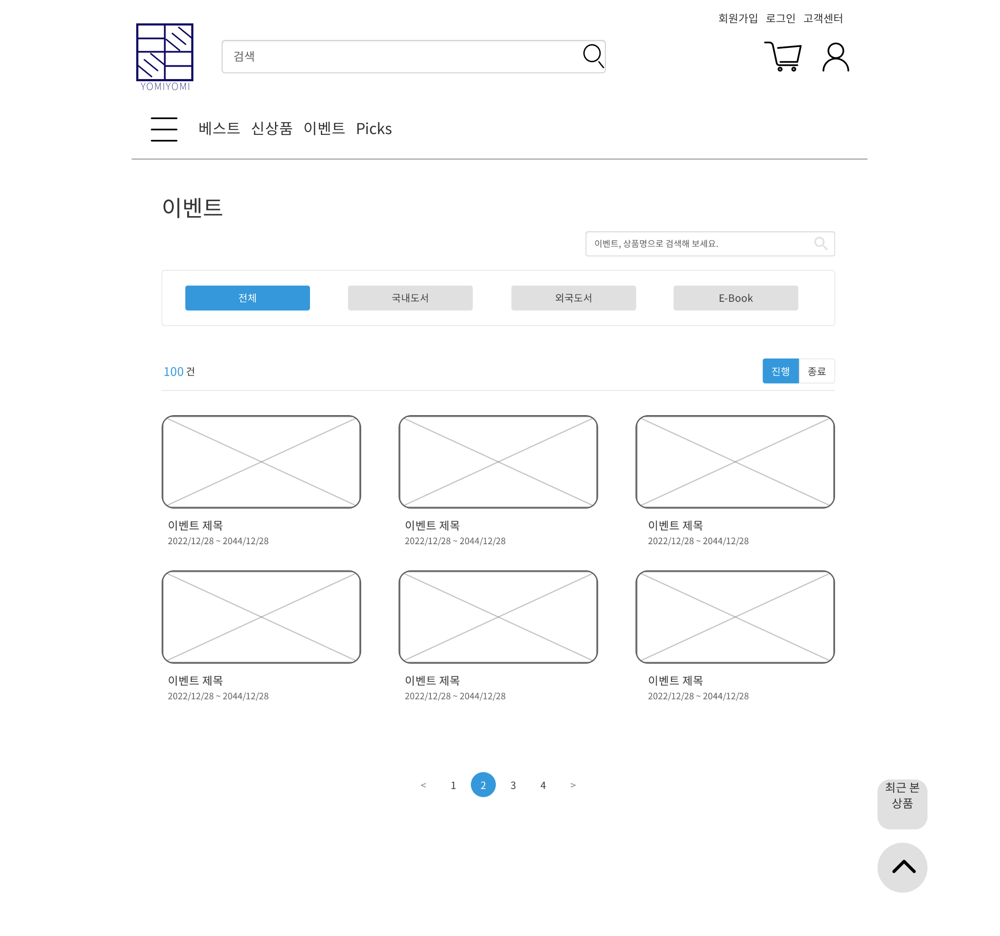 회원가입 로그인 고객센터
검색
YOMIYOMI
베스트 신상품 이벤트 Picks
이벤트
이벤트, 상품명으로 검색해 보세요.
전체 국내도서 외국도서 E-Book
100 건 진행 종료
이벤트 제목 이벤트 제목 이벤트 제목
2022/12/28 ~ 2044/12/28 2022/12/28 ~ 2044/12/28 2022/12/28 ~ 2044/12/28
이벤트 제목 이벤트 제목 이벤트 제목
2022/12/28 ~ 2044/12/28 2022/12/28 ~ 2044/12/28 2022/12/28 ~ 2044/12/28
< 1 2 3 4 >
최근 본
상품